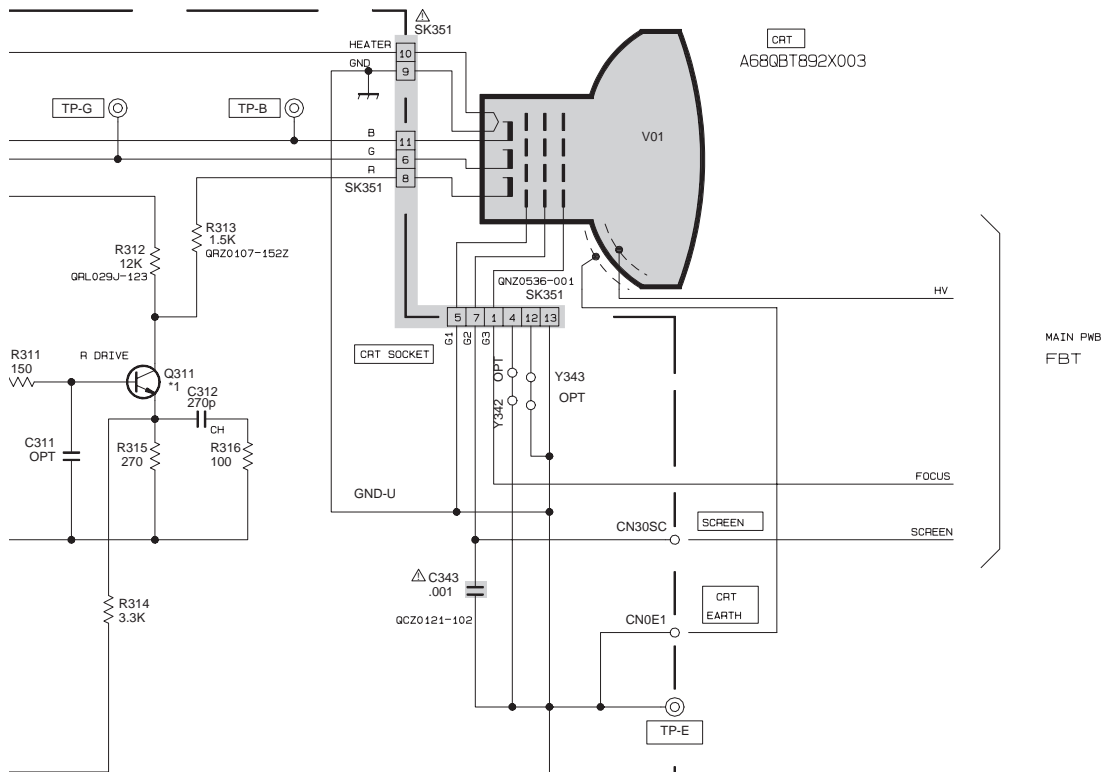 SK351
HEATER
10
GND
9
CRT
A68QBT892X003
TP-G
TP-B
V01
B
11
G
6
R
8
SK351
R313
1.5K
QRZ0107-152Z
R312
12K
QRL029J-123
QNZ0536-001
SK351
HV
5 7 1 4 12 13
G1
G2
G3
CRT SOCKET
MAIN PWB
FBT
R311
150
R DRIVE
Q311
*1
C312
270p
CH
OPT
Y342
Y343
OPT
C311
OPT
R315
270
R316
100
FOCUS
GND-U
CN30SC
SCREEN
SCREEN
C343
.001
QCZ0121-102
R314
3.3K
CRT
EARTH
CN0E1
TP-E